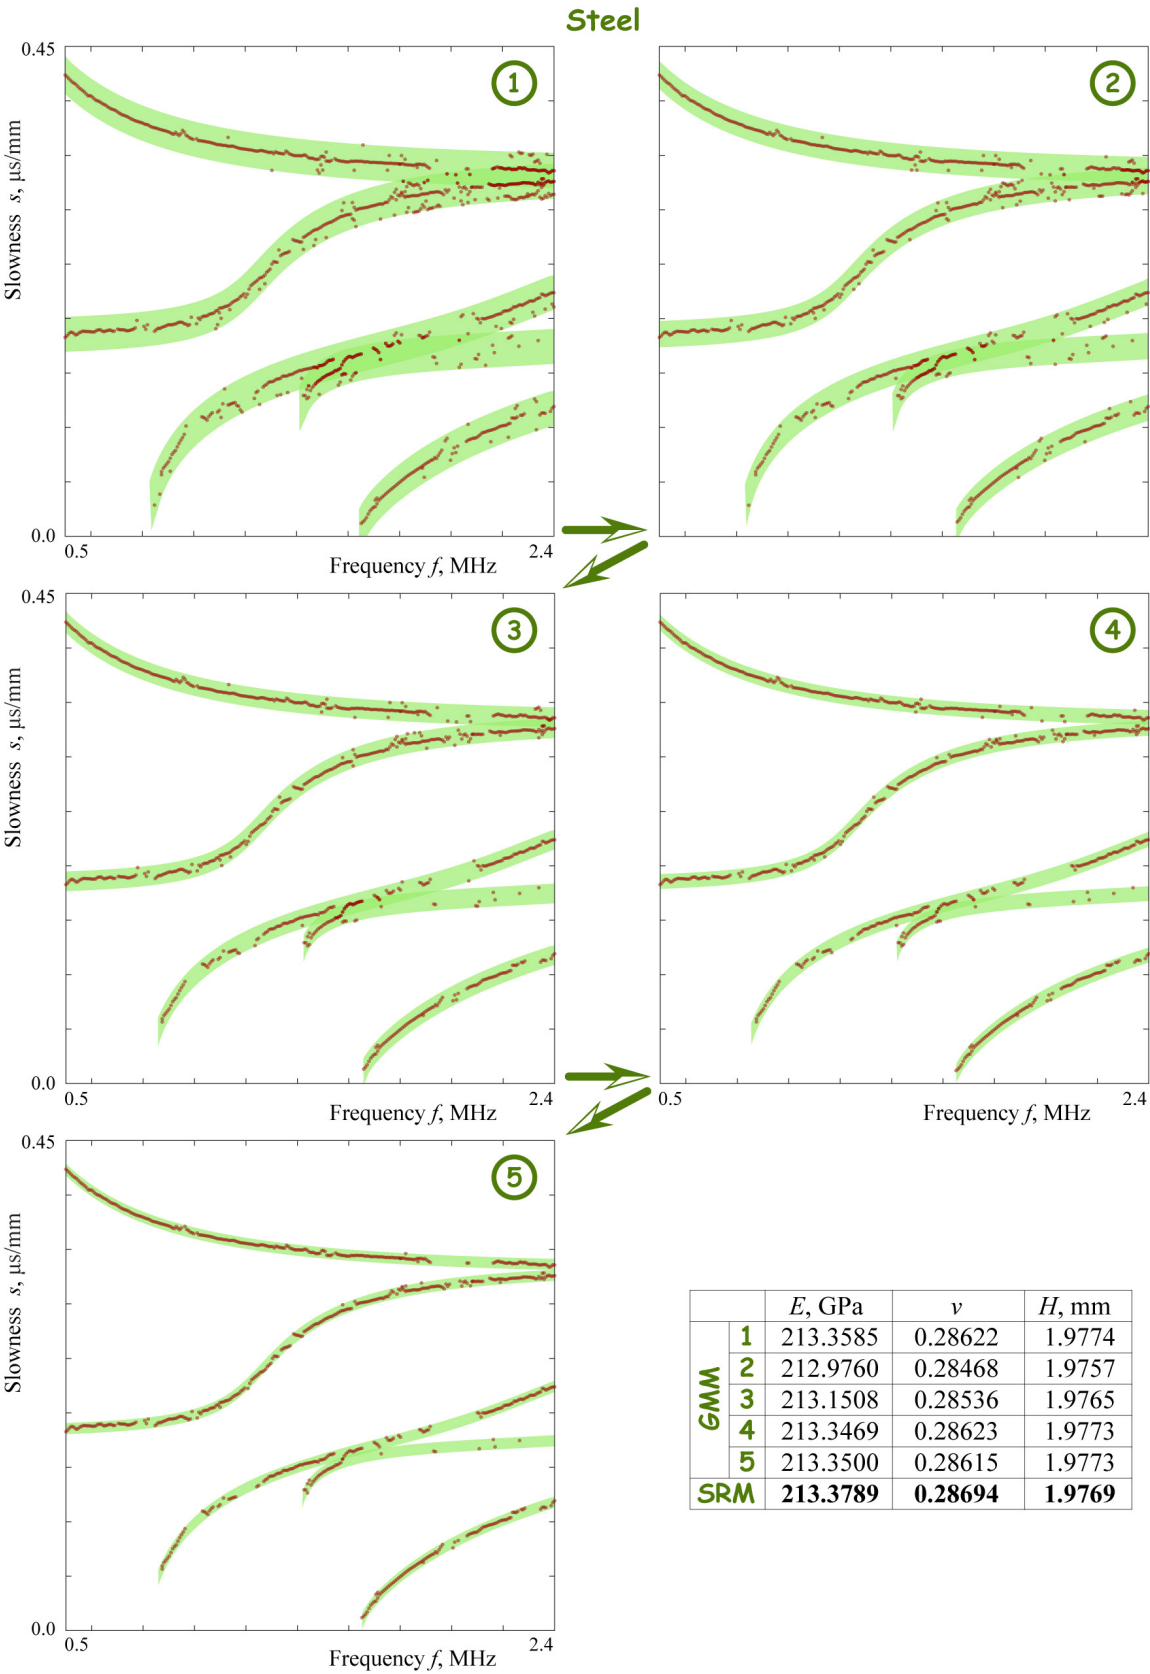 Steel
0.45
1
2
Slowness s, μs/mm
0.0
0.5
2.4
Frequency f, MHz
0.45
3
4
Slowness s, μs/mm
0.0
0.5
2.4
0.5
2.4
Frequency f, MHz
Frequency f, MHz
0.45
5
Slowness s, μs/mm
0.0
0.5
2.4
Frequency f, MHz
E, GPa ν H, mm
GMM
1 213.3585 0.28622 1.9774
2 212.9760 0.28468 1.9757
3 213.1508 0.28536 1.9765
4 213.3469 0.28623 1.9773
5 213.3500 0.28615 1.9773
SRM 213.3789 0.28694 1.9769